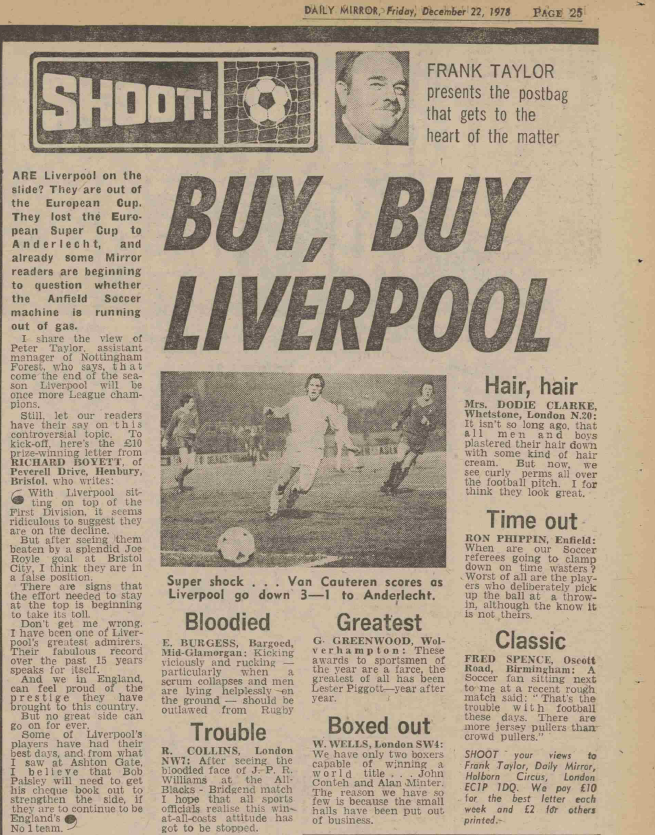 DAILY MIRROR, Friday, December 22, 1978 PAGE 25
SHOOT!
FRANK TAYLOR
presents the postbag
that gets to the
heart of the matter
BUY, BUY
LIVERPOOL
ARE Liverpool on the
slide? They are out of
the European Cup.
They lost the Euro-
pean Super Cup to
Anderlecht, and
already some Mirror
readers are beginning
to question whether
the Anfield Soccer
machine is running
out of gas.
I share the view of
Peter Taylor, assistant
manager of Nottingham
Forest, who says, that
come the end of the sea-
son Liverpool will be
once more League cham-
pions.
Still, let our readers
have their say on this
controversial topic. To
kick-off, here's the £10
prize-winning letter from
RICHARD BOYETT, of
Peverell Drive, Henbury,
Bristol, who writes:
With Liverpool sit-
ting on top of the
First Division, it seems
ridiculous to suggest they
are on the decline.
But after seeing them
beaten by a splendid Joe
Royle goal at Bristol
City, I think they are in
a false position.
There are signs that
the effort needed to stay
at the top is beginning
to take its toll.
Don't get me wrong.
I have been one of Liver-
pool's greatest admirers.
Their fabulous record
over the past 15 years
speaks for itself.
And we in England,
can feel proud of the
prestige they have
brought to this country.
But no great side can
go on for ever.
Some of Liverpool's
players have had their
best days, and from what
I saw at Ashton Gate,
I believe that Bob
Paisley will need to get
his cheque book out to
strengthen the side, if
they are to continue to be
England's
No 1 team.
Super shock . . . Van Cauteren scores as
Liverpool go down 3—1 to Anderlecht.
Bloodied
E. BURGESS, Bargoed,
Mid-Glamorgan: Kicking
viciously and rucking —
particularly when a
scrum collapses and men
are lying helplessly on
the ground — should be
outlawed from Rugby
Trouble
R. COLLINS, London
NW7: After seeing the
bloodied face of J. P. R.
Williams at the All-
Blacks - Bridgend match
I hope that all sports
officials realise this win-
at-all-costs attitude has
got to be stopped.
Greatest
G. GREENWOOD, Wol-
verhampton: These
awards to sportsmen of
the year are a farce, the
greatest of all has been
Lester Piggott—year after
year.
Boxed out
W. WELLS, London SW4:
We have only two boxers
capable of winning a
world title . . . John
Conteh and Alan Minter.
The reason we have so
few is because the small
halls have been put out
of business.
Hair, hair
Mrs. DODIE CLARKE,
Whetstone, London N.20:
It isn't so long ago, that
all men and boys
plastered their hair down
with some kind of hair
cream. But now, we
see curly perms all over
the football pitch. I for
think they look great.
Time out
RON PHIPPIN, Enfield:
When are our Soccer
referees going to clamp
down on time wasters?
Worst of all are the play-
ers who deliberately pick
up the ball at a throw-
in, although the know it
is not theirs.
Classic
FRED SPENCE, Oscott
Road, Birmingham: A
Soccer fan sitting next
to me at a recent rough
match said: "That's the
trouble with football
these days. There are
more jersey pullers than
crowd pullers."
SHOOT your views to
Frank Taylor, Daily Mirror,
Holborn Circus, London
EC1P 1DQ. We pay £10
for the best letter each
week and £2 for others
printed.